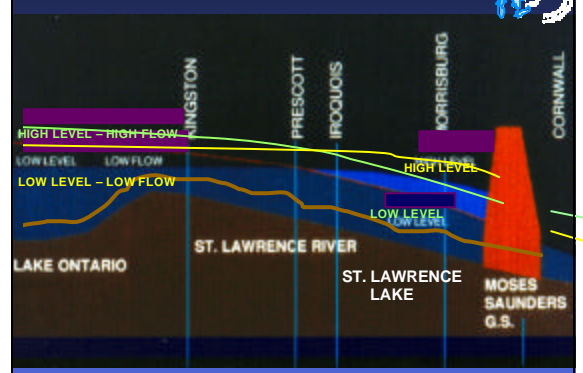 KINGSTON
PRESCOTT
IROQUOIS
MORRISBURG
CORNWALL
HIGH LEVEL – HIGH FLOW
LOW LEVEL LOW FLOW
LOW LEVEL – LOW FLOW
HIGH LEVEL
LOW LEVEL
LOW LEVEL
ST. LAWRENCE RIVER
LAKE ONTARIO
ST. LAWRENCE
LAKE
MOSES
SAUNDERS
G.S.